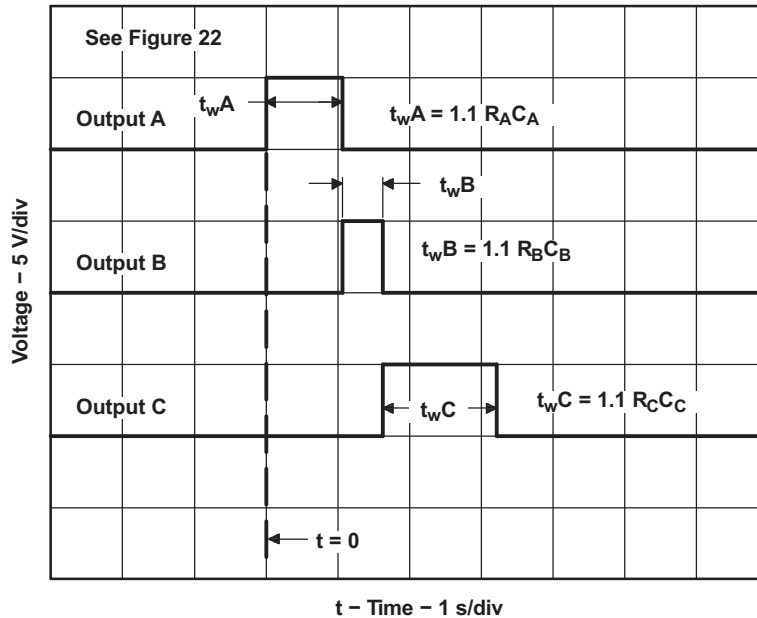 See Figure 22
twA
Output A
twA = 1.1 RACA
twB
Output B
twB = 1.1 RBCB
Output C
twC
twC = 1.1 RCCC
t = 0
Voltage – 5 V/div
t – Time – 1 s/div